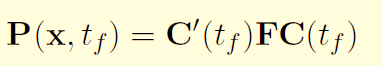 P(x, t_f) = C′(t_f)FC(t_f)